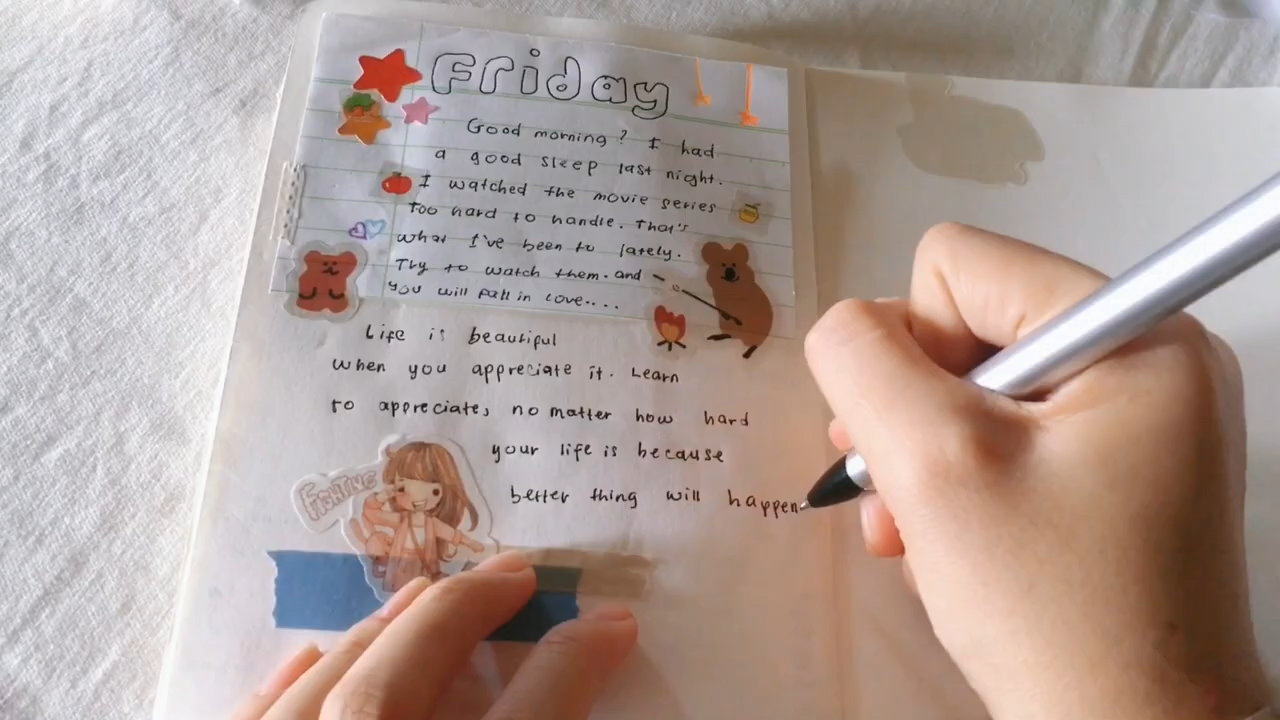 Friday
Good morning? I had
a good sleep last night.
I watched the movie series
Too hard to handle. That's
what I've been to lately.
Try to watch them. and
you will fall in love....
Life is beautiful
when you appreciate it. Learn
to appreciate, no matter how hard
your life is because
better thing will happen
FIGHTING